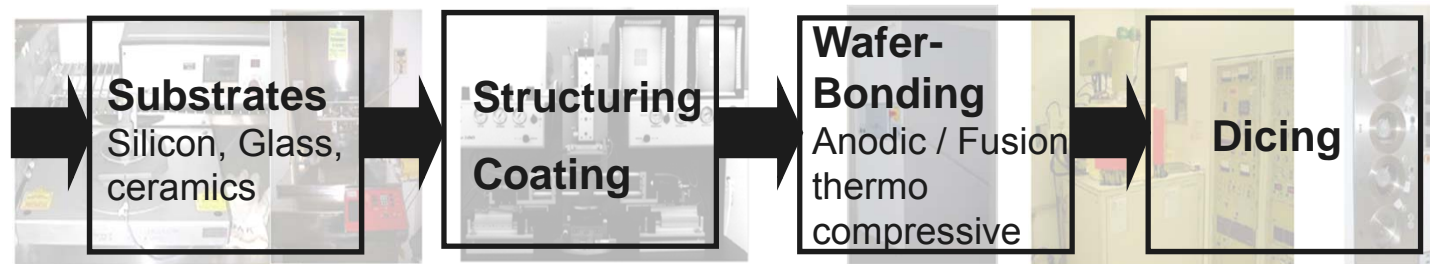 Substrates
Silicon, Glass,
ceramics
Structuring
Coating
Wafer-
Bonding
Anodic / Fusion
thermo
compressive
Dicing